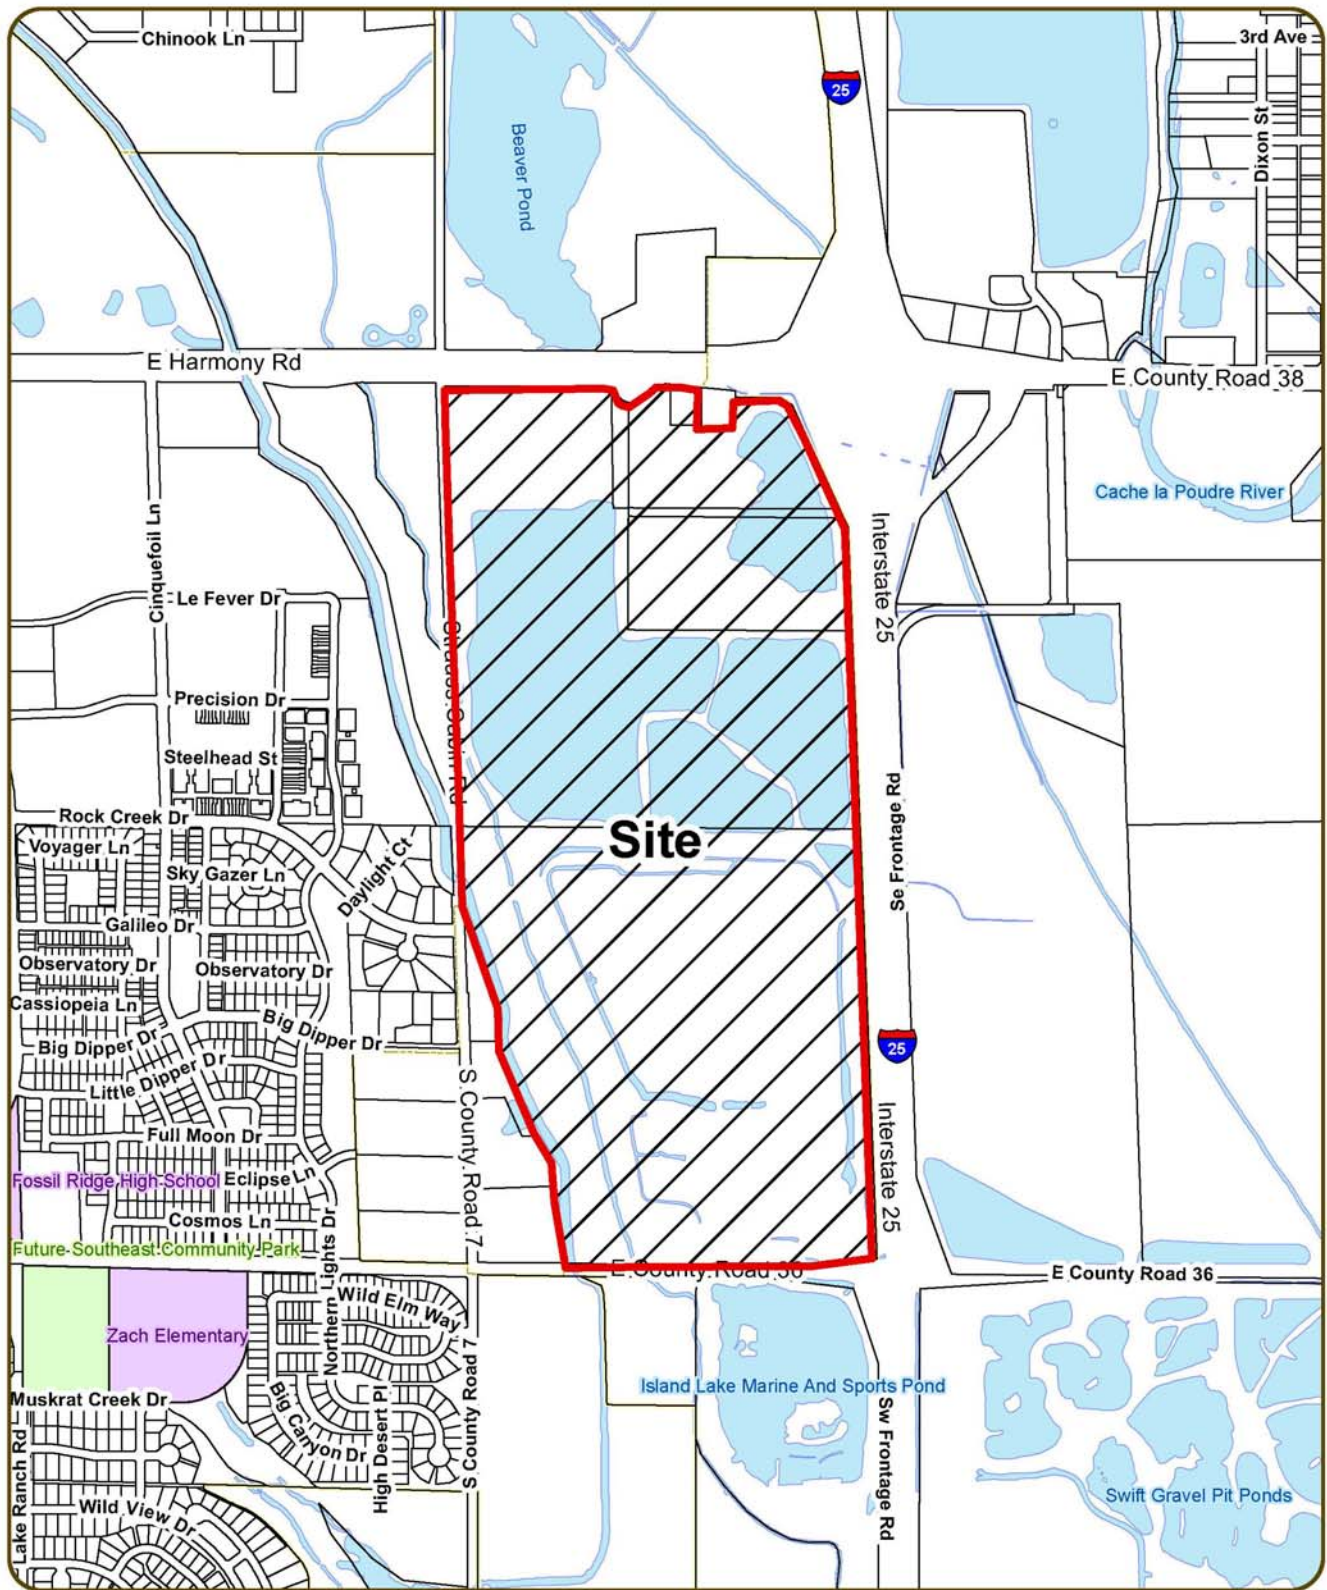 Chinook Ln
3rd Ave
25
Dixon St
Beaver Pond
E Harmony Rd
E County Road 38
Cache la Poudre River
Cinquefoil Ln
Interstate 25
Le Fever Dr
Strauss Cabin Rd
Precision Dr
Steelhead St
Se Frontage Rd
Rock Creek Dr
Site
Voyager Ln
Sky Gazer Ln
Daylight Ct
Galileo Dr
Observatory Dr
Observatory Dr
Cassiopeia Ln
Big Dipper Dr
Big Dipper Dr
25
Little Dipper Dr
S County Road 7
Full Moon Dr
Interstate 25
Fossil Ridge High School
Eclipse Ln
Cosmos Ln
Northern Lights Dr
Future Southeast Community Park
E County Road 36
E County Road 36
Wild Elm Way
Zach Elementary
S County Road 7
Island Lake Marine And Sports Pond
Muskrat Creek Dr
Big Canyon Dr
High Desert Pl
Sw Frontage Rd
Lake Ranch Rd
Swift Gravel Pit Ponds
Wild View Dr